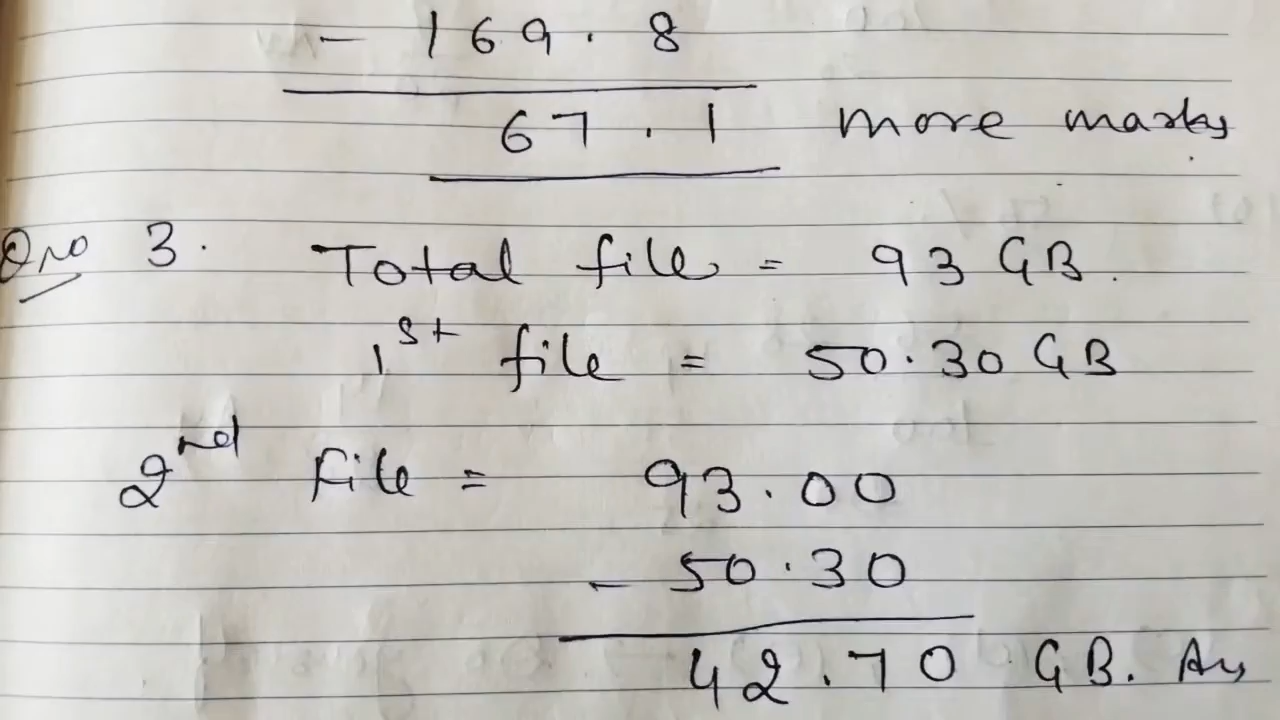 - 169.8
67.1 more marks
Qno 3. Total file = 93 GB.
1st file = 50.30 GB
2nd file = 93.00
- 50.30
42.70 GB. Ans